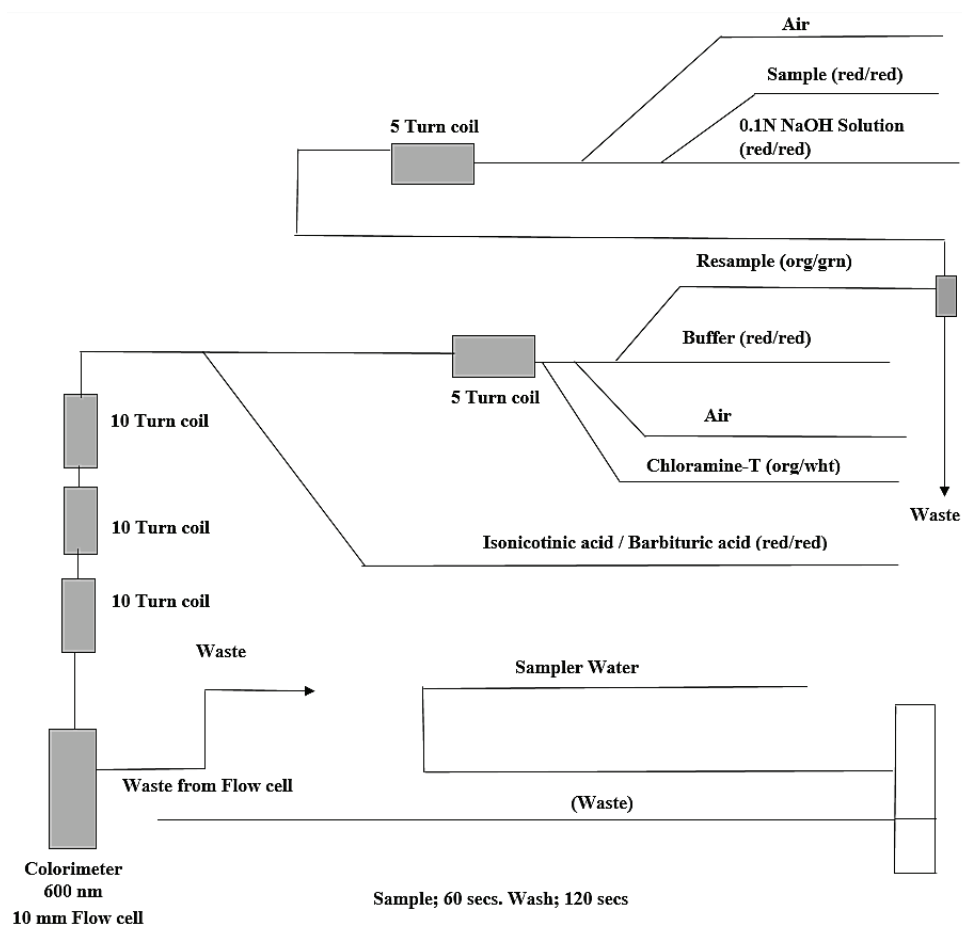 Air
Sample (red/red)
5 Turn coil
0.1N NaOH Solution
(red/red)
Resample (org/grn)
Buffer (red/red)
5 Turn coil
10 Turn coil
Air
Chloramine-T (org/wht)
Waste
10 Turn coil
Isonicotinic acid / Barbituric acid (red/red)
10 Turn coil
Waste
Sampler Water
Waste from Flow cell
(Waste)
Colorimeter
600 nm
10 mm Flow cell
Sample; 60 secs. Wash; 120 secs